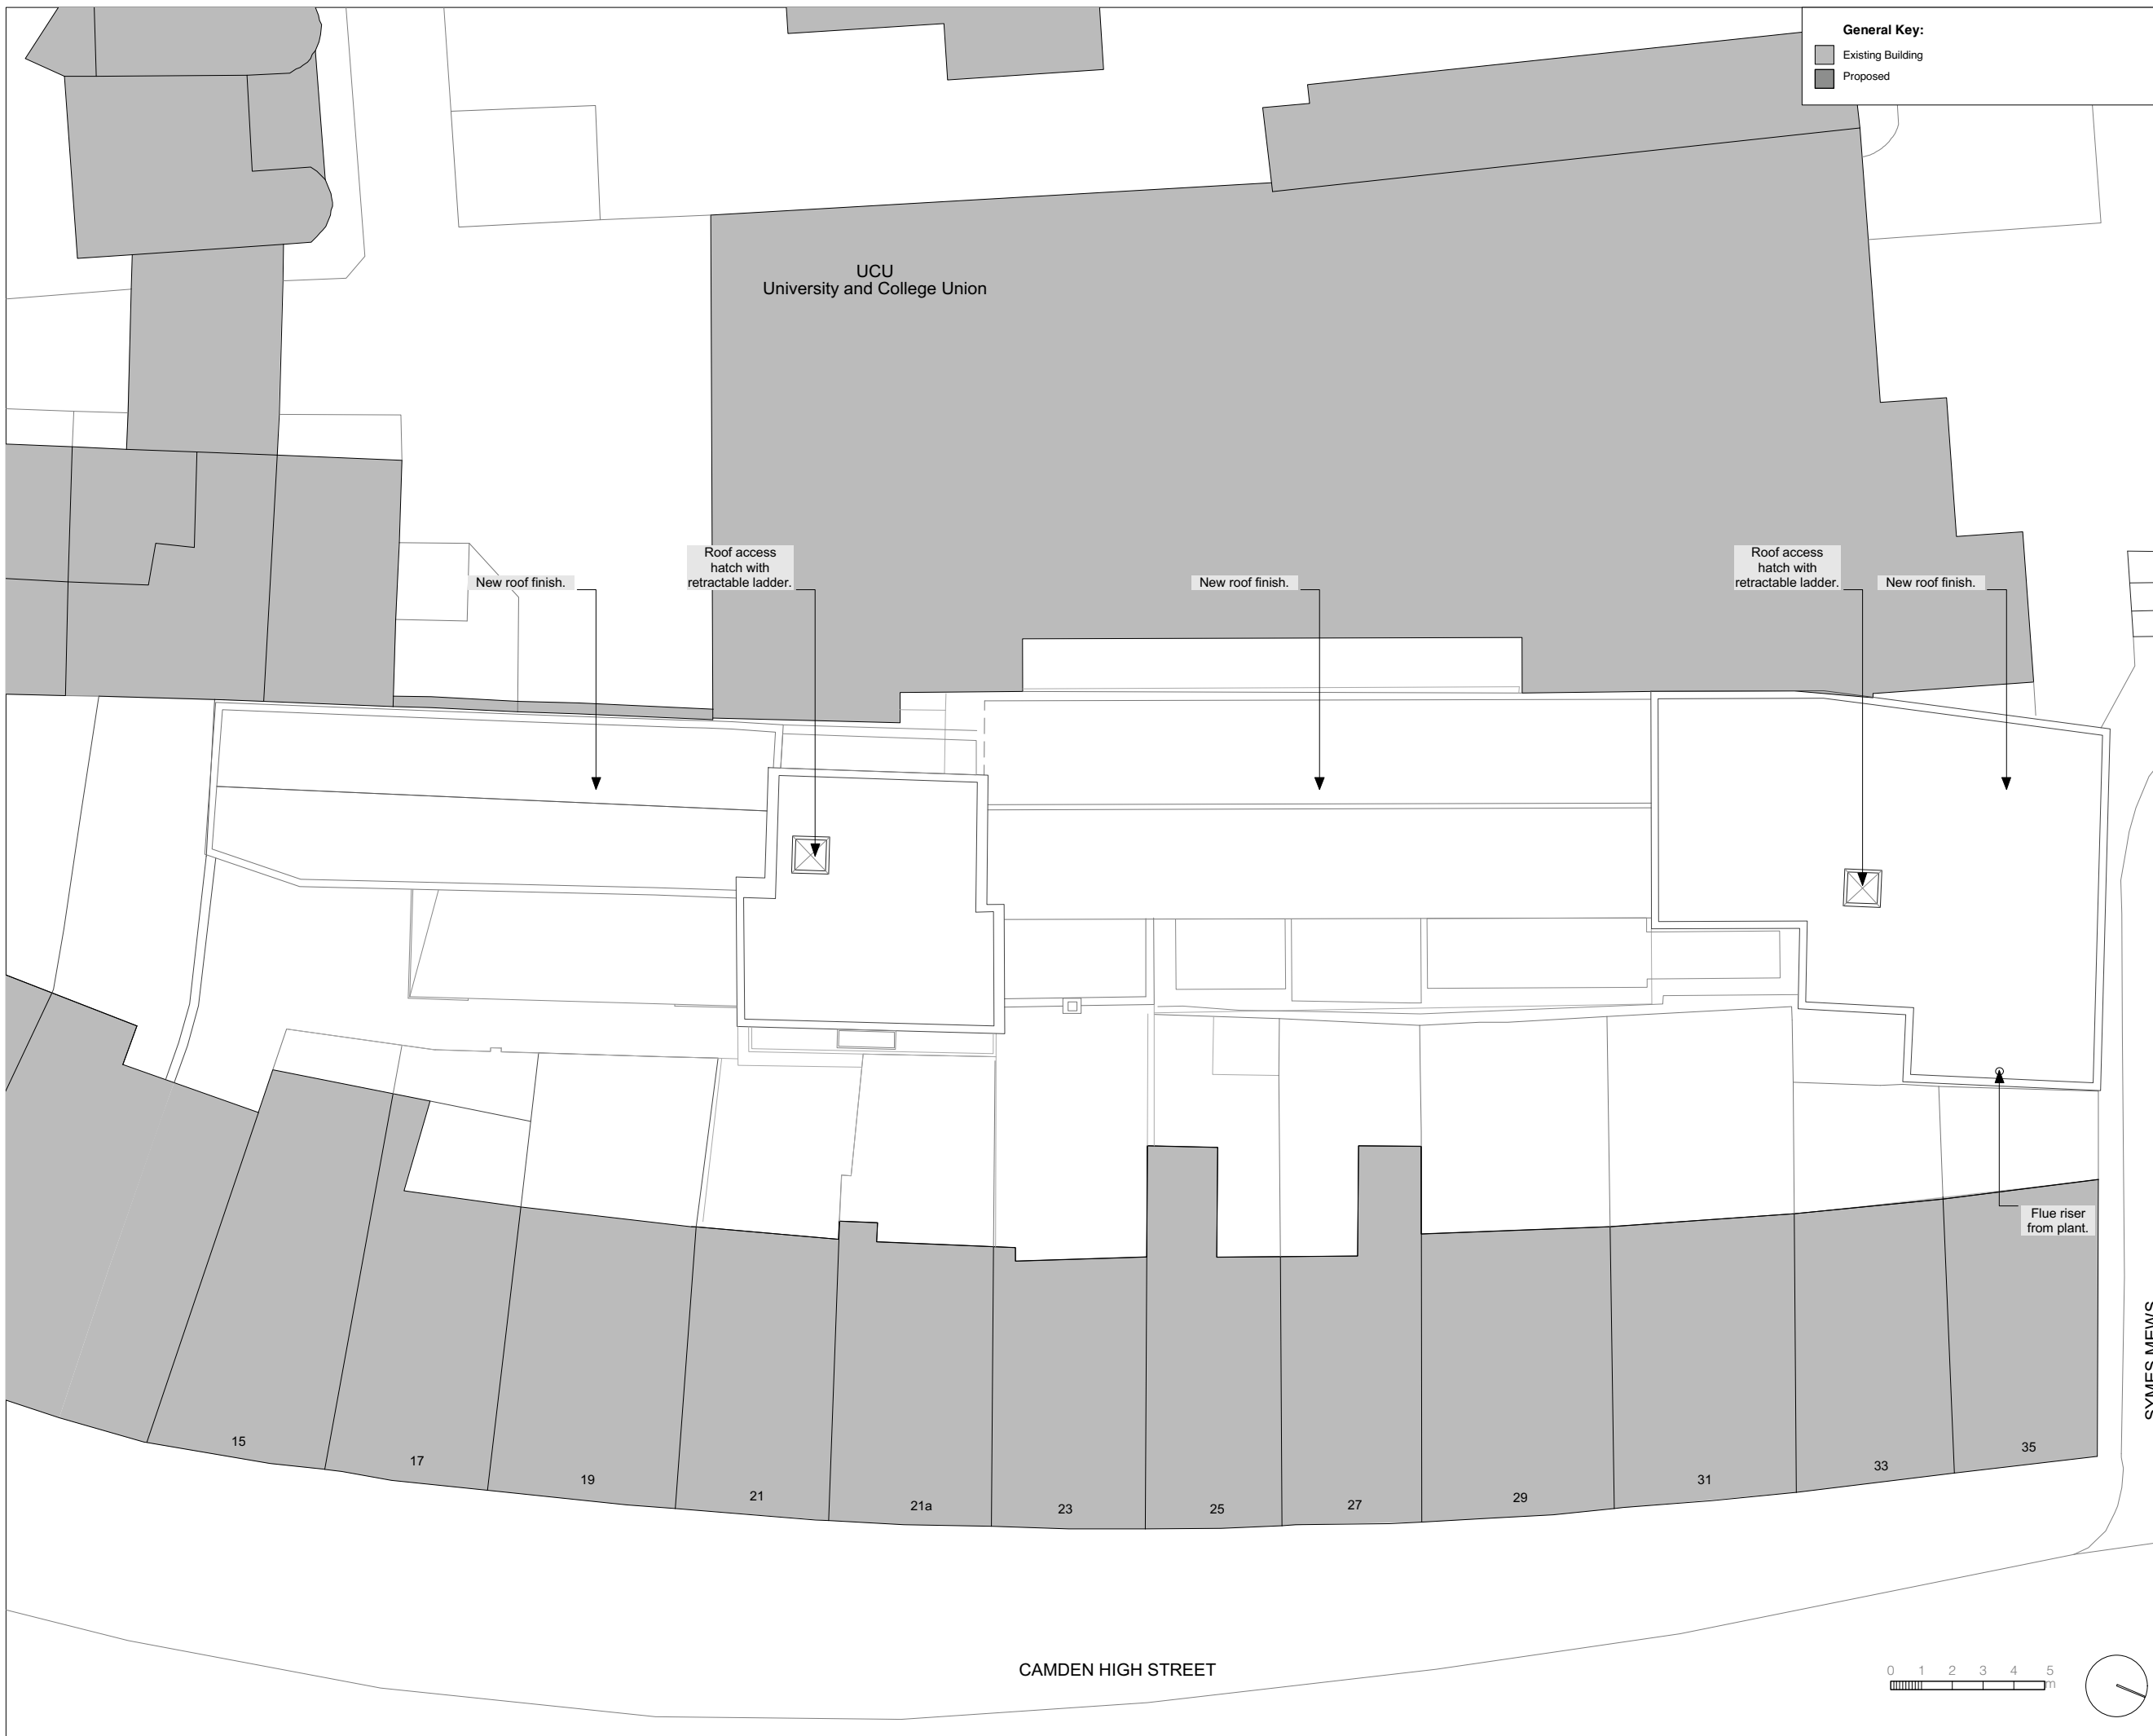 General Key:
Existing Building
Proposed
UCU
University and College Union
Roof access
hatch with
retractable ladder.
New roof finish.
New roof finish.
Roof access
hatch with
retractable ladder.
New roof finish.
Flue riser
from plant.
SYMES MEWS
15
17
19
21
21a
23
25
27
29
31
33
35
CAMDEN HIGH STREET
0 1 2 3 4 5
m